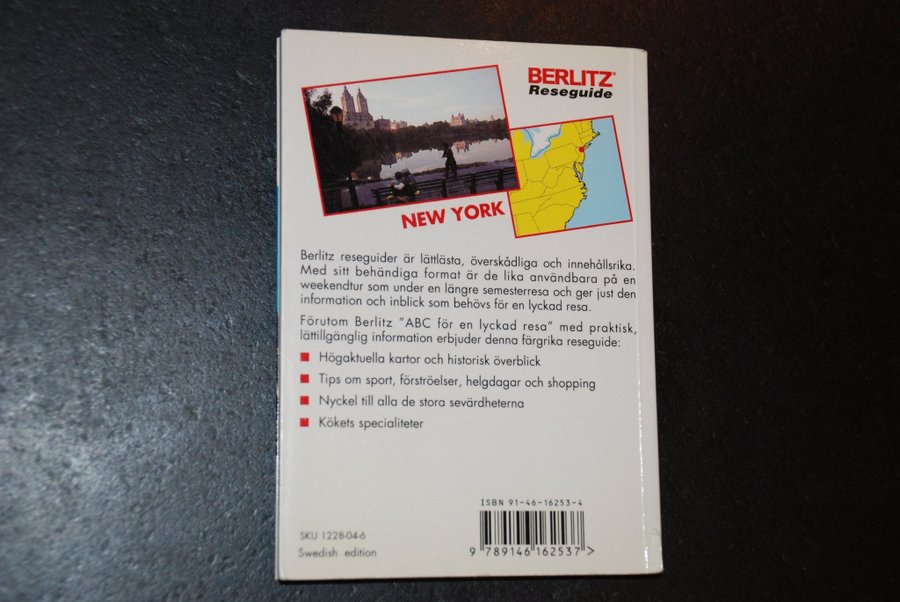 BERLITZ®
Reseguide
NEW YORK
Berlitz reseguider är lättlästa, överskådliga och innehållsrika.
Med sitt behändiga format är de lika användbara på en
weekendtur som under en längre semesterresa och ger just den
information och inblick som behövs för en lyckad resa.
Förutom Berlitz ”ABC för en lyckad resa” med praktisk,
lättillgänglig information erbjuder denna färgrika reseguide:
Högaktuella kartor och historisk överblick
Tips om sport, förströelser, helgdagar och shopping
Nyckel till alla de stora sevärdheterna
Kökets specialiteter
ISBN 91-46-16253-4
SKU 1228-04-6
Swedish edition
9 789146 162537 >